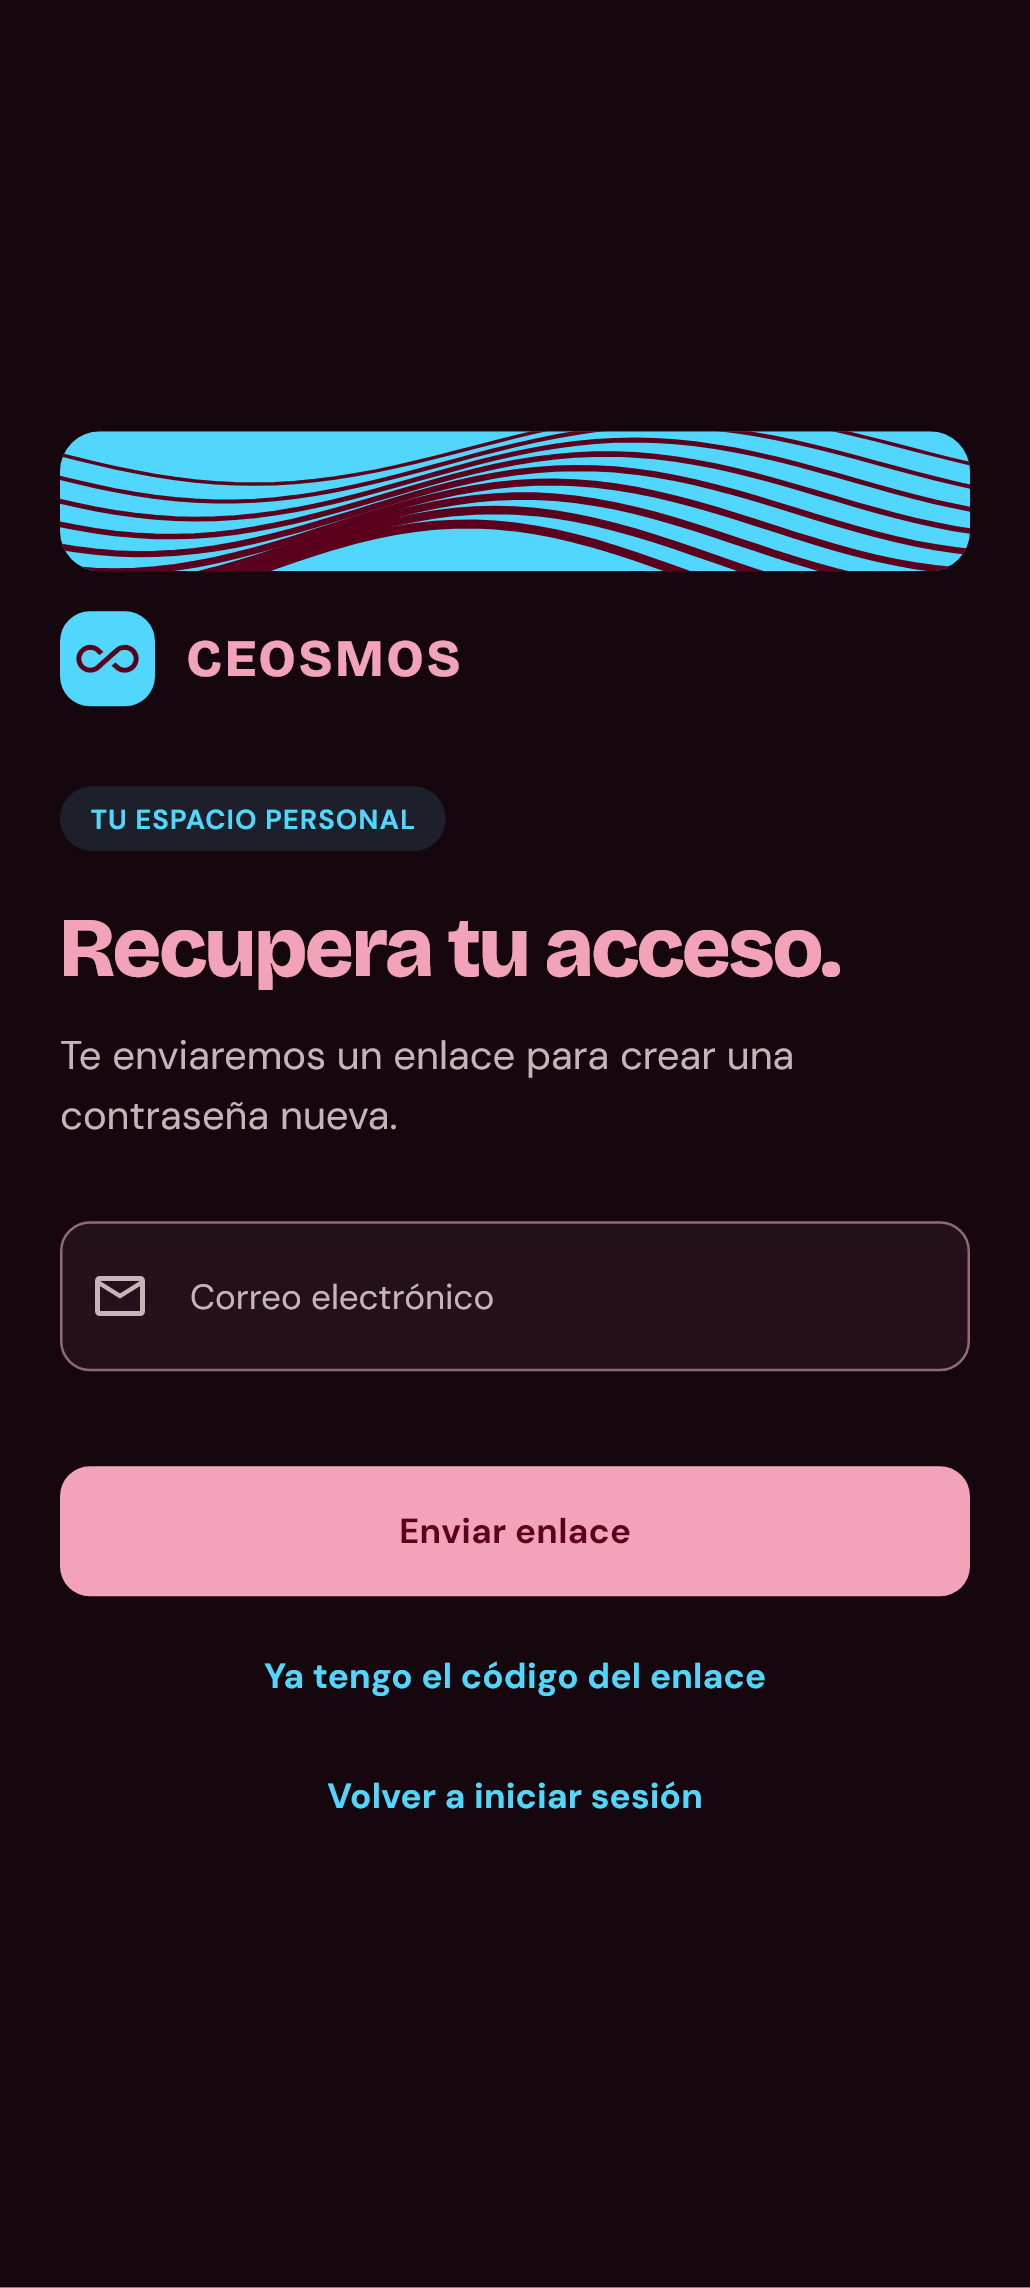 CEOSMOS
TU ESPACIO PERSONAL
Recupera tu acceso.
Te enviaremos un enlace para crear una
contraseña nueva.
Correo electrónico
Enviar enlace
Ya tengo el código del enlace
Volver a iniciar sesión